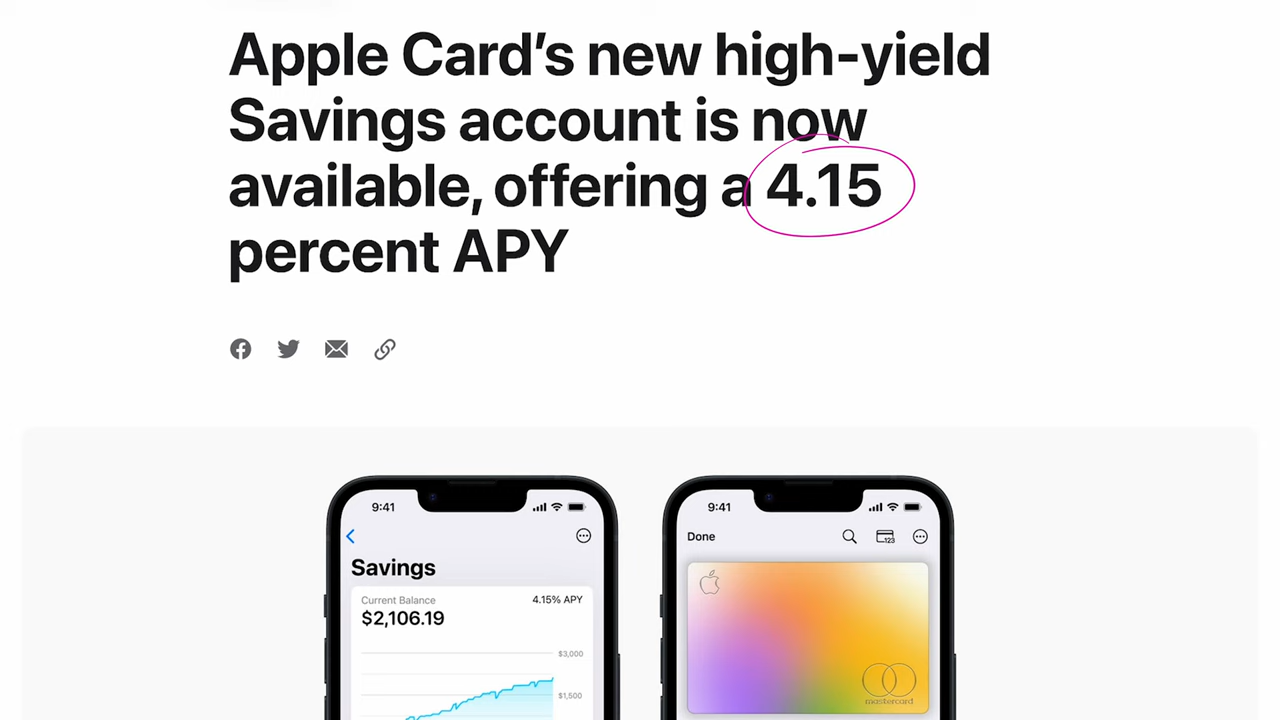 Apple Card's new high-yield
Savings account is now
available, offering a 4.15
percent APY
9:41
Savings
Current Balance
4.15% APY
$2,106.19
$3,000
$1,500
9:41
Done
123
mastercard